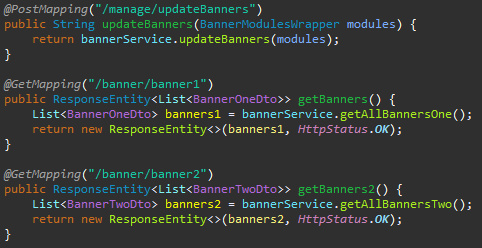 @PostMapping("/manage/updateBanners")
public String updateBanners(BannerModulesWrapper modules) {
    return bannerService.updateBanners(modules);
}
@GetMapping("/banner/banner1")
public ResponseEntity<List<BannerOneDto>> getBanners() {
    List<BannerOneDto> banners1 = bannerService.getAllBannersOne();
    return new ResponseEntity<>(banners1, HttpStatus.OK);
}
@GetMapping("/banner/banner2")
public ResponseEntity<List<BannerTwoDto>> getBanners2() {
    List<BannerTwoDto> banners2 = bannerService.getAllBannersTwo();
    return new ResponseEntity<>(banners2, HttpStatus.OK);
}